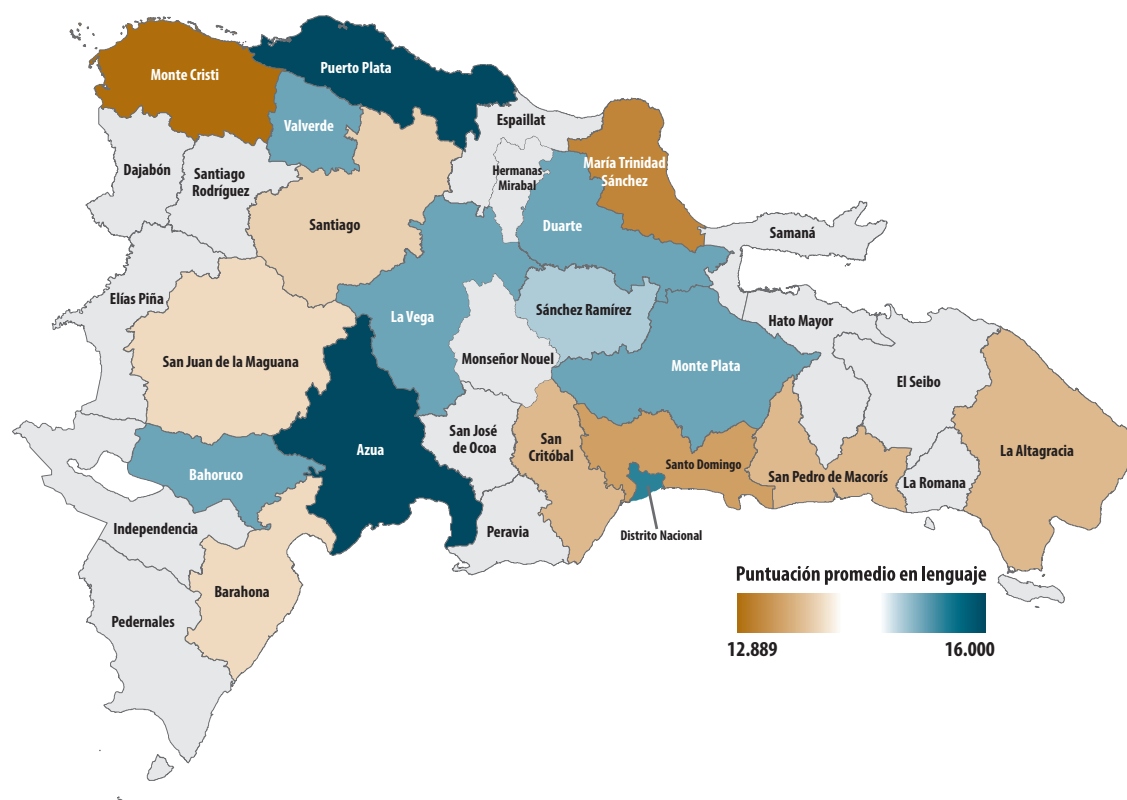 Monte Cristi
Puerto Plata
Valverde
Espaillat
Dajabón
Santiago
Rodríguez
Hermanas
Mirabal
María Trinidad
Sánchez
Santiago
Duarte
Samaná
Elías Piña
La Vega
Sánchez Ramírez
Hato Mayor
San Juan de la Maguana
Monseñor Nouel
Monte Plata
El Seibo
Azua
San José
de Ocoa
San
Critóbal
Santo Domingo
La Altagracia
Bahoruco
San Pedro de Macorís
La Romana
Independencia
Peravia
Distrito Nacional
Barahona
Pedernales
Puntuación promedio en lenguaje
12.889
16.000